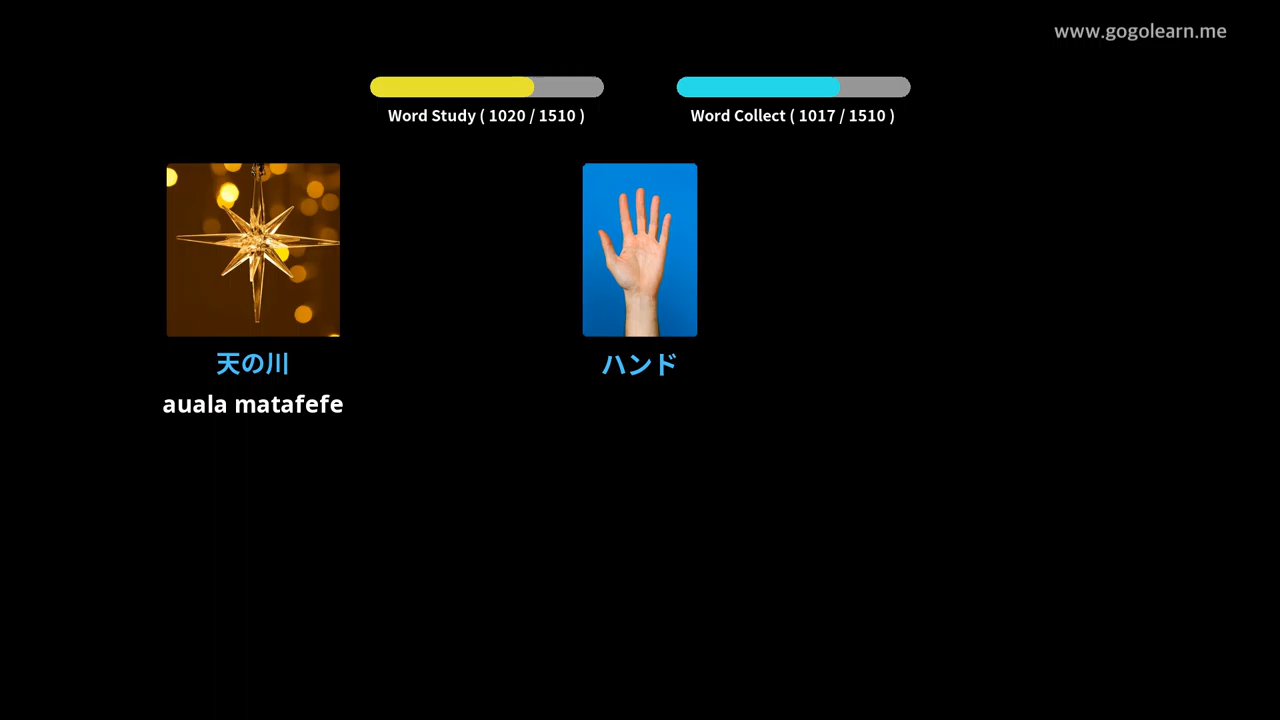 www.gogolearn.me
Word Study ( 1020 / 1510 )
Word Collect ( 1017 / 1510 )
天の川
auala matafefe
ハンド